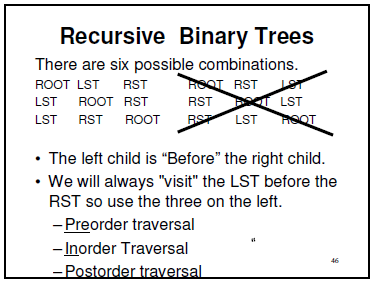 Recursive Binary Trees
There are six possible combinations.
ROOT LST RST ROOT RST LST
LST ROOT RST RST ROOT LST
LST RST ROOT RST LST ROOT
• The left child is “Before” the right child.
• We will always "visit" the LST before the
RST so use the three on the left.
– Preorder traversal
– Inorder Traversal
“
– Postorder traversal
46